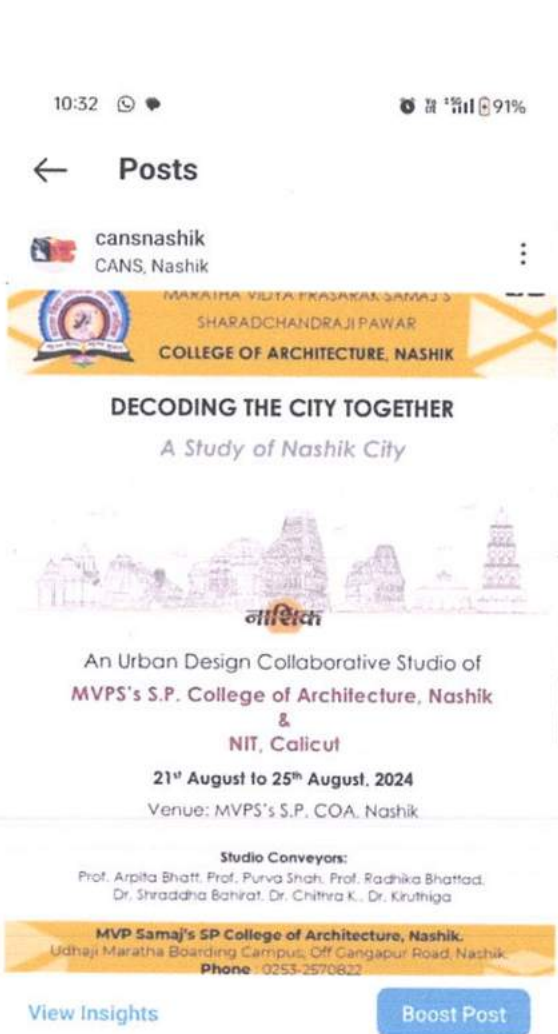 10:32
91%
Posts
cansnashik
CANS, Nashik
MARATHA VIDYA PRASARAK SAMAJ'S
SHARADCHANDRAJI PAWAR
COLLEGE OF ARCHITECTURE, NASHIK
DECODING THE CITY TOGETHER
A Study of Nashik City
नाशिक
An Urban Design Collaborative Studio of
MVPS's S.P. College of Architecture, Nashik
&
NIT, Calicut
21st August to 25th August, 2024
Venue: MVPS's S.P. COA, Nashik
Studio Conveyors:
Prof. Arpita Bhatt, Prof. Purva Shah, Prof. Radhika Bhattad,
Dr. Shraddha Bahirat, Dr. Chithra K., Dr. Kiruthiga
MVP Samaj's SP College of Architecture, Nashik.
Udhaji Maratha Boarding Campus, Off Gangapur Road, Nashik.
Phone : 0253-2570822
View Insights
Boost Post